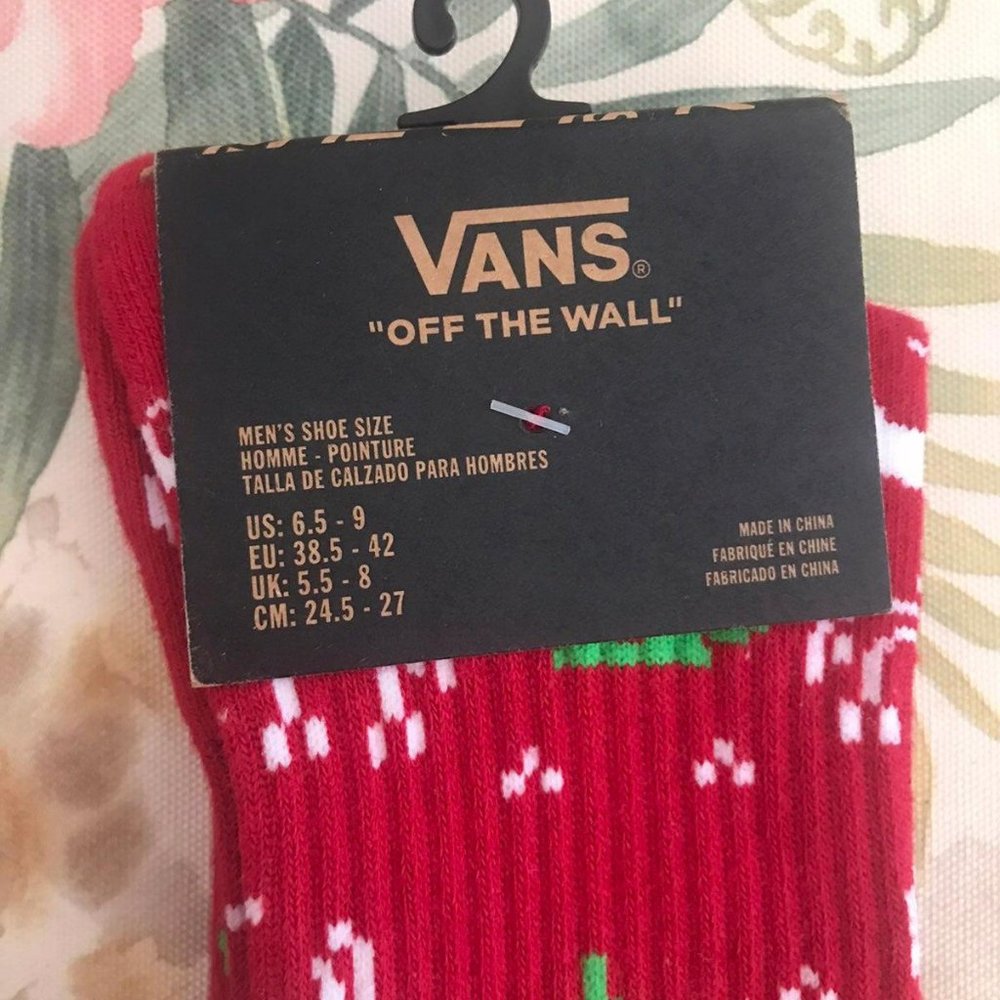 VANS®
"OFF THE WALL"
MEN'S SHOE SIZE
HOMME - POINTURE
TALLA DE CALZADO PARA HOMBRES
US: 6.5 - 9
EU: 38.5 - 42
UK: 5.5 - 8
CM: 24.5 - 27
MADE IN CHINA
FABRIQUÉ EN CHINE
FABRICADO EN CHINA